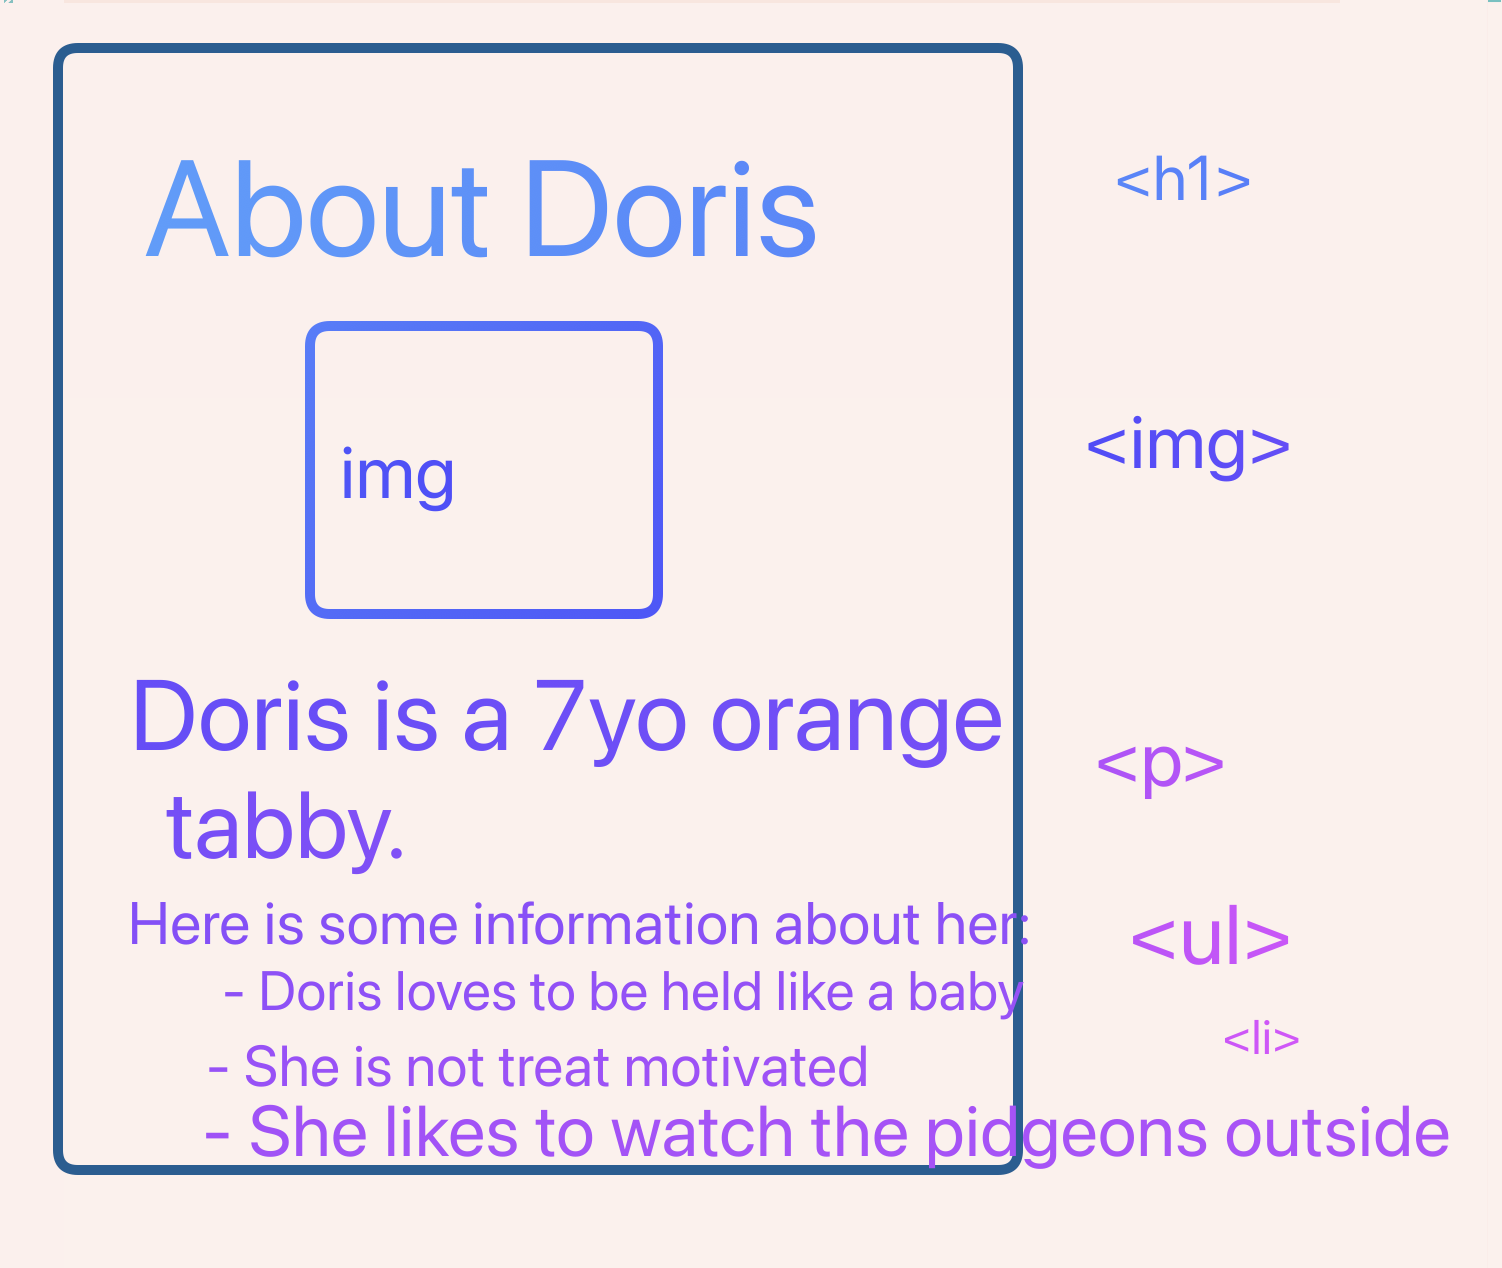 About Doris
<h1>
img
<img>
Doris is a 7yo orange
tabby.
<p>
Here is some information about her:
<ul>
- Doris loves to be held like a baby
<li>
- She is not treat motivated
- She likes to watch the pidgeons outside